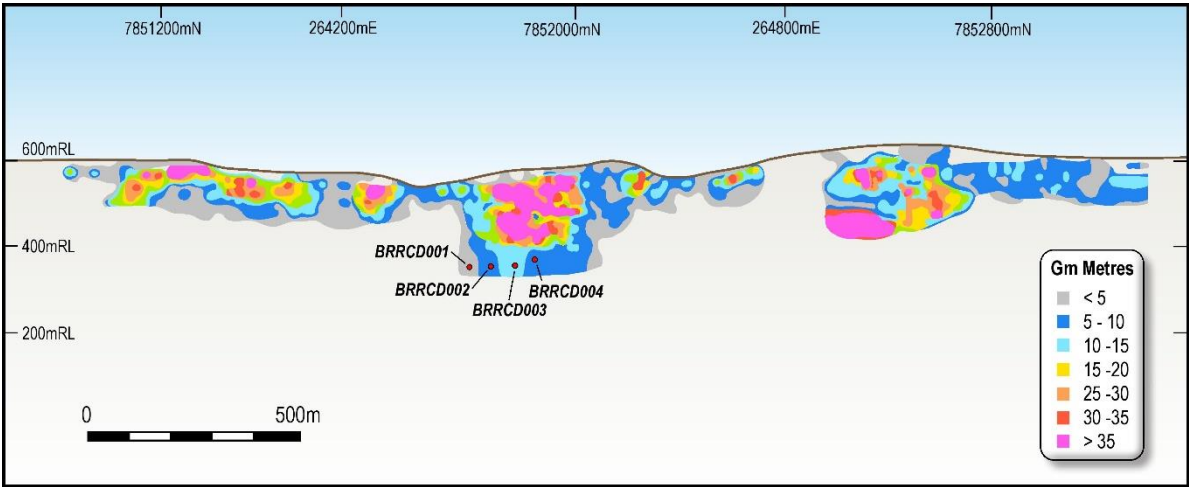 7851200mN 264200mE 7852000mN 264800mE 7852800mN
600mRL
400mRL
BRRCD001
BRRCD002
BRRCD004
BRRCD003
200mRL
0 500m
Gm Metres
< 5
5 - 10
10 -15
15 -20
25 -30
30 -35
> 35